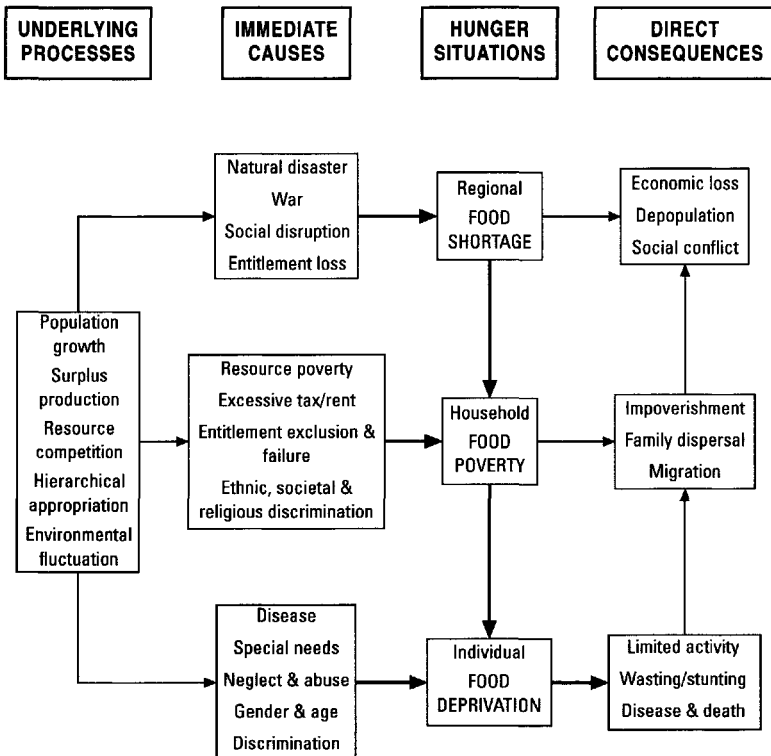 UNDERLYING
PROCESSES
IMMEDIATE
CAUSES
HUNGER
SITUATIONS
DIRECT
CONSEQUENCES
Population
growth
Surplus
production
Resource
competition
Hierarchical
appropriation
Environmental
fluctuation
Natural disaster
War
Social disruption
Entitlement loss
Regional
FOOD
SHORTAGE
Economic loss
Depopulation
Social conflict
Resource poverty
Excessive tax/rent
Entitlement exclusion &
failure
Ethnic, societal &
religious discrimination
Household
FOOD
POVERTY
Impoverishment
Family dispersal
Migration
Disease
Special needs
Neglect & abuse
Gender & age
Discrimination
Individual
FOOD
DEPRIVATION
Limited activity
Wasting/stunting
Disease & death